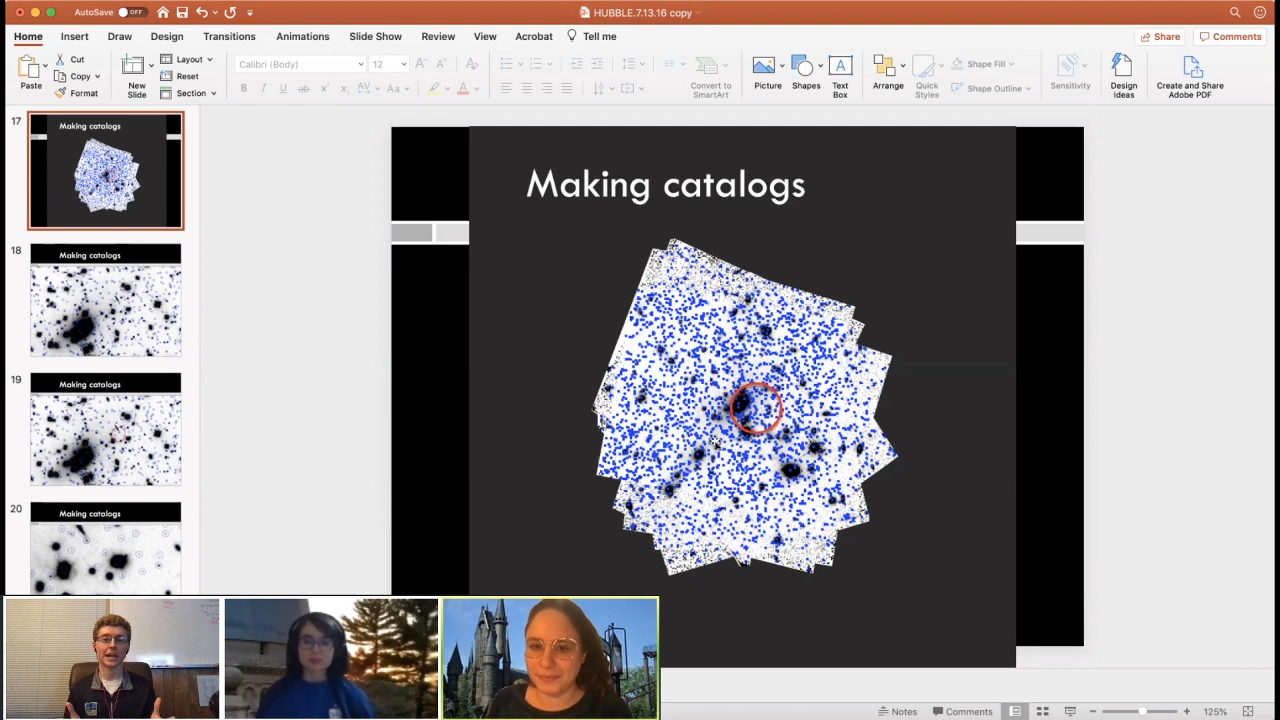 AutoSave OFF
HUBBLE.7.13.16 copy
Home Insert Draw Design Transitions Animations Slide Show Review View Acrobat Tell me
Share Comments
Paste
Cut
Copy
Format
New Slide
Layout
Reset
Section
Calibri (Body) 12
Convert to SmartArt
Picture
Shapes
Text Box
Arrange
Quick Styles
Shape Fill
Shape Outline
Sensitivity
Design Ideas
Create and Share Adobe PDF
17
Making catalogs
18
Making catalogs
19
Making catalogs
20
Making catalogs
Making catalogs
Notes Comments 125%